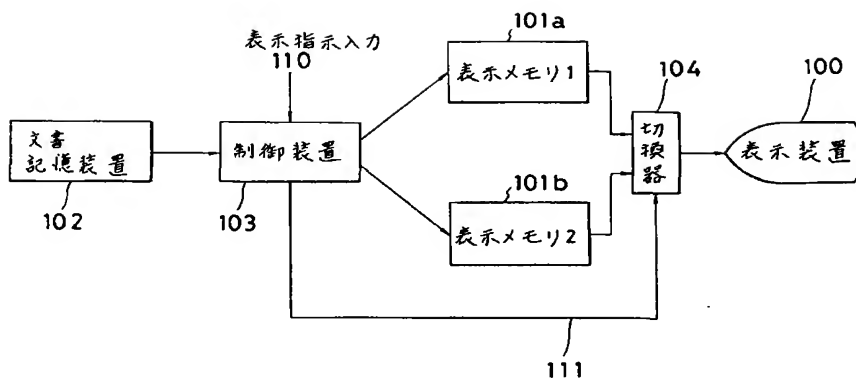 表示指示入力
110
101a
表示メモリ1
104
100
文書
記憶装置
102
制御装置
103
切換器
表示装置
101b
表示メモリ2
111